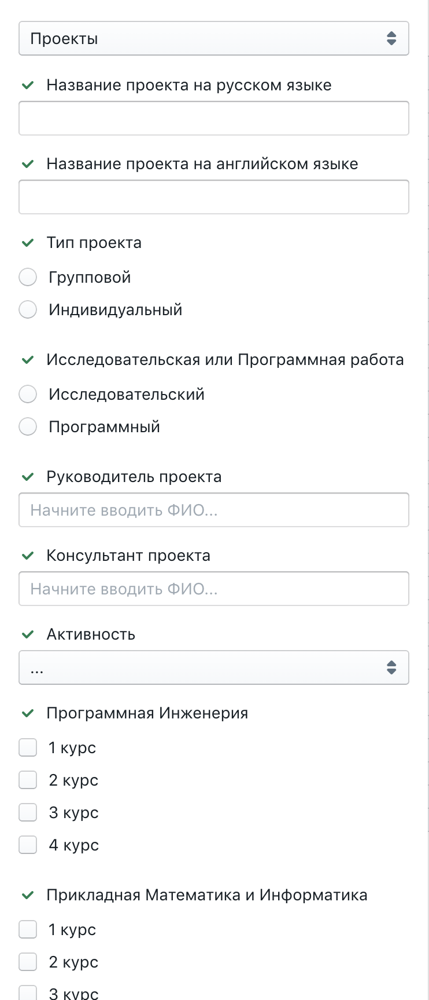 Проекты
Название проекта на русском языке
Название проекта на английском языке
Тип проекта
Групповой
Индивидуальный
Исследовательская или Программная работа
Исследовательский
Программный
Руководитель проекта
Начните вводить ФИО...
Консультант проекта
Начните вводить ФИО...
Активность
...
Программная Инженерия
1 курс
2 курс
3 курс
4 курс
Прикладная Математика и Информатика
1 курс
2 курс
3 курс